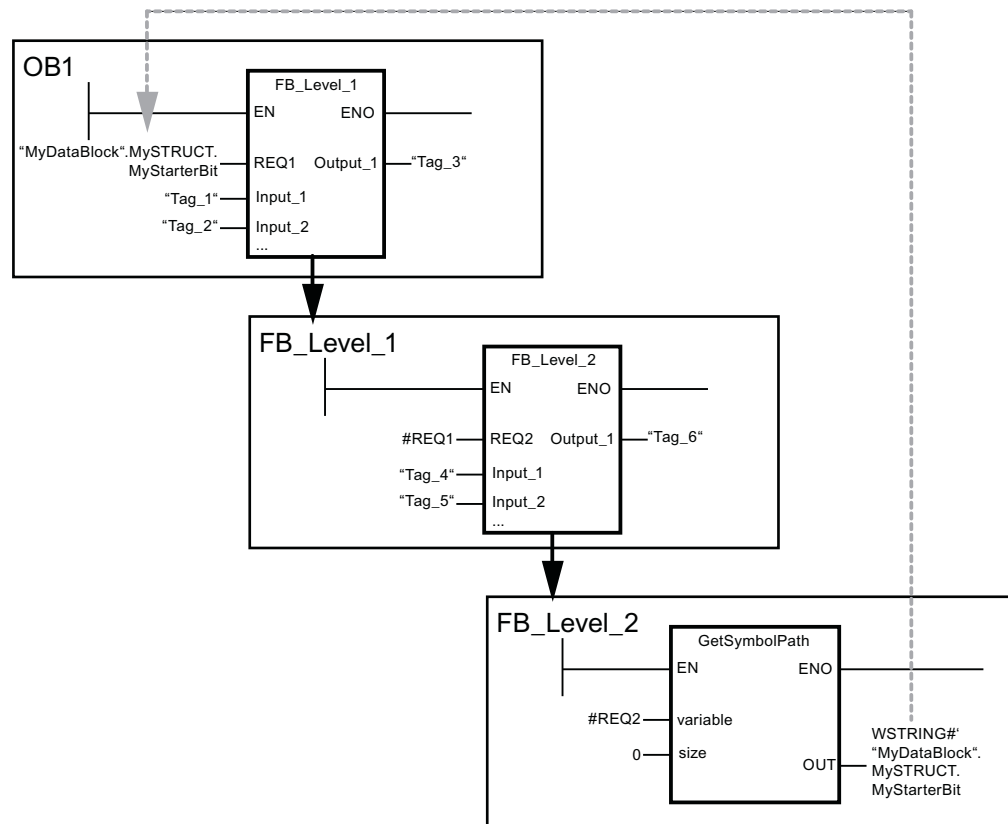 OB1
FB_Level_1
EN ENO
“MyDataBlock“.MySTRUCT.
MyStarterBit
REQ1 Output_1 “Tag_3“
“Tag_1“ Input_1
“Tag_2“ Input_2
...
FB_Level_1
FB_Level_2
EN ENO
#REQ1 REQ2 Output_1 “Tag_6“
“Tag_4“ Input_1
“Tag_5“ Input_2
...
FB_Level_2
GetSymbolPath
EN ENO
#REQ2 variable
0 size
OUT
WSTRING#‘
“MyDataBlock“.
MySTRUCT.
MyStarterBit